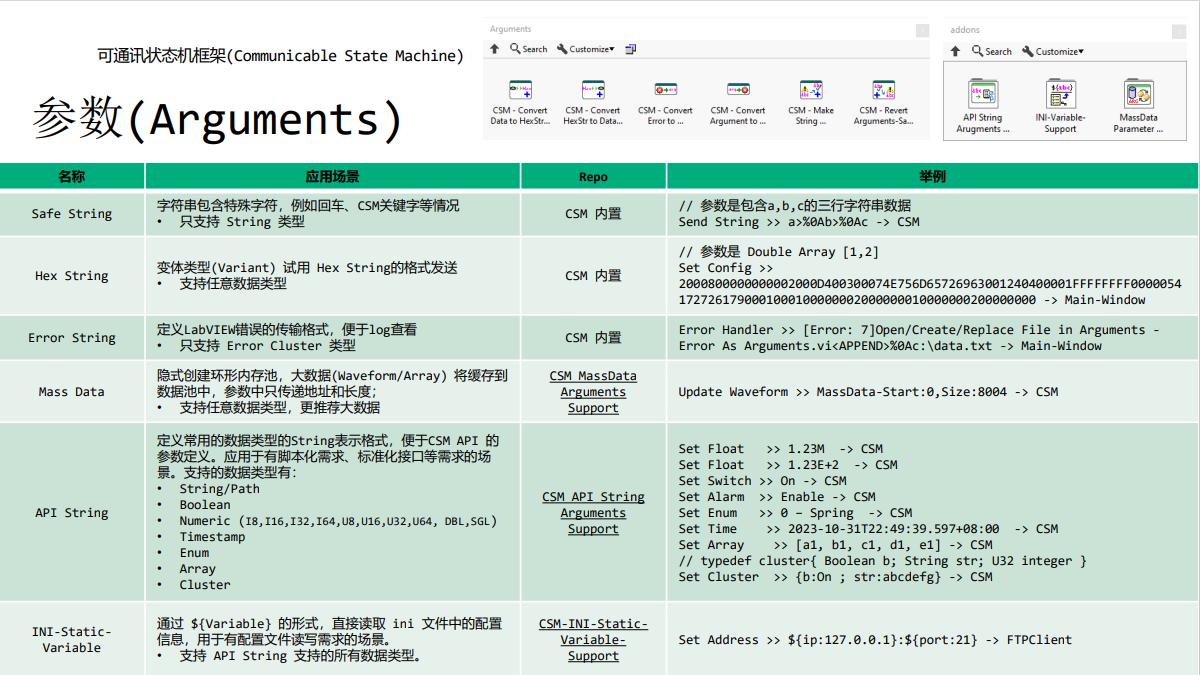 可通讯状态机框架(Communicable State Machine)
参数(Arguments)
Arguments
Search
Customize
CSM - Convert
Data to HexStr...
CSM - Convert
HexStr to Data...
CSM - Convert
Error to ...
CSM - Convert
Argument to ...
CSM - Make
String ...
CSM - Revert
Arguments-Sa...
addons
Search
Customize
API String
Arugments ...
INI-Variable-
Support
MassData
Parameter ...
名称
应用场景
Repo
举例
Safe String
字符串包含特殊字符，例如回车、CSM关键字等情况
• 只支持 String 类型
CSM 内置
// 参数是包含a,b,c的三行字符串数据
Send String >> a>%0Ab>%0Ac -> CSM
Hex String
变体类型(Variant) 试用 Hex String的格式发送
• 支持任意数据类型
CSM 内置
// 参数是 Double Array [1,2]
Set Config >>
2000800000000002000D400300074E756D65726963001240400001FFFFFFFF0000054
172726179000100010000000200000001000000020000000 -> Main-Window
Error String
定义LabVIEW错误的传输格式，便于log查看
• 只支持 Error Cluster 类型
CSM 内置
Error Handler >> [Error: 7]Open/Create/Replace File in Arguments -
Error As Arguments.vi<APPEND>%0Ac:\data.txt -> Main-Window
Mass Data
隐式创建环形内存池，大数据(Waveform/Array) 将缓存到
数据池中，参数中只传递地址和长度；
• 支持任意数据类型，更推荐大数据
CSM MassData
Arguments
Support
Update Waveform >> MassData-Start:0,Size:8004 -> CSM
API String
定义常用的数据类型的String表示格式，便于CSM API 的
参数定义。应用于有脚本化需求、标准化接口等需求的场
景。支持的数据类型有：
• String/Path
• Boolean
• Numeric (I8,I16,I32,I64,U8,U16,U32,U64, DBL,SGL)
• Timestamp
• Enum
• Array
• Cluster
CSM API String
Arguments
Support
Set Float   >> 1.23M  -> CSM
Set Float   >> 1.23E+2  -> CSM
Set Switch >> On -> CSM
Set Alarm  >> Enable -> CSM
Set Enum   >> 0 – Spring  -> CSM
Set Time    >> 2023-10-31T22:49:39.597+08:00  -> CSM
Set Array    >> [a1, b1, c1, d1, e1] -> CSM
// typedef cluster{ Boolean b; String str; U32 integer }
Set Cluster  >> {b:On ; str:abcdefg} -> CSM
INI-Static-
Variable
通过 ${Variable} 的形式，直接读取 ini 文件中的配置
信息，用于有配置文件读写需求的场景。
• 支持 API String 支持的所有数据类型。
CSM-INI-Static-
Variable-
Support
Set Address >> ${ip:127.0.0.1}:${port:21} -> FTPClient